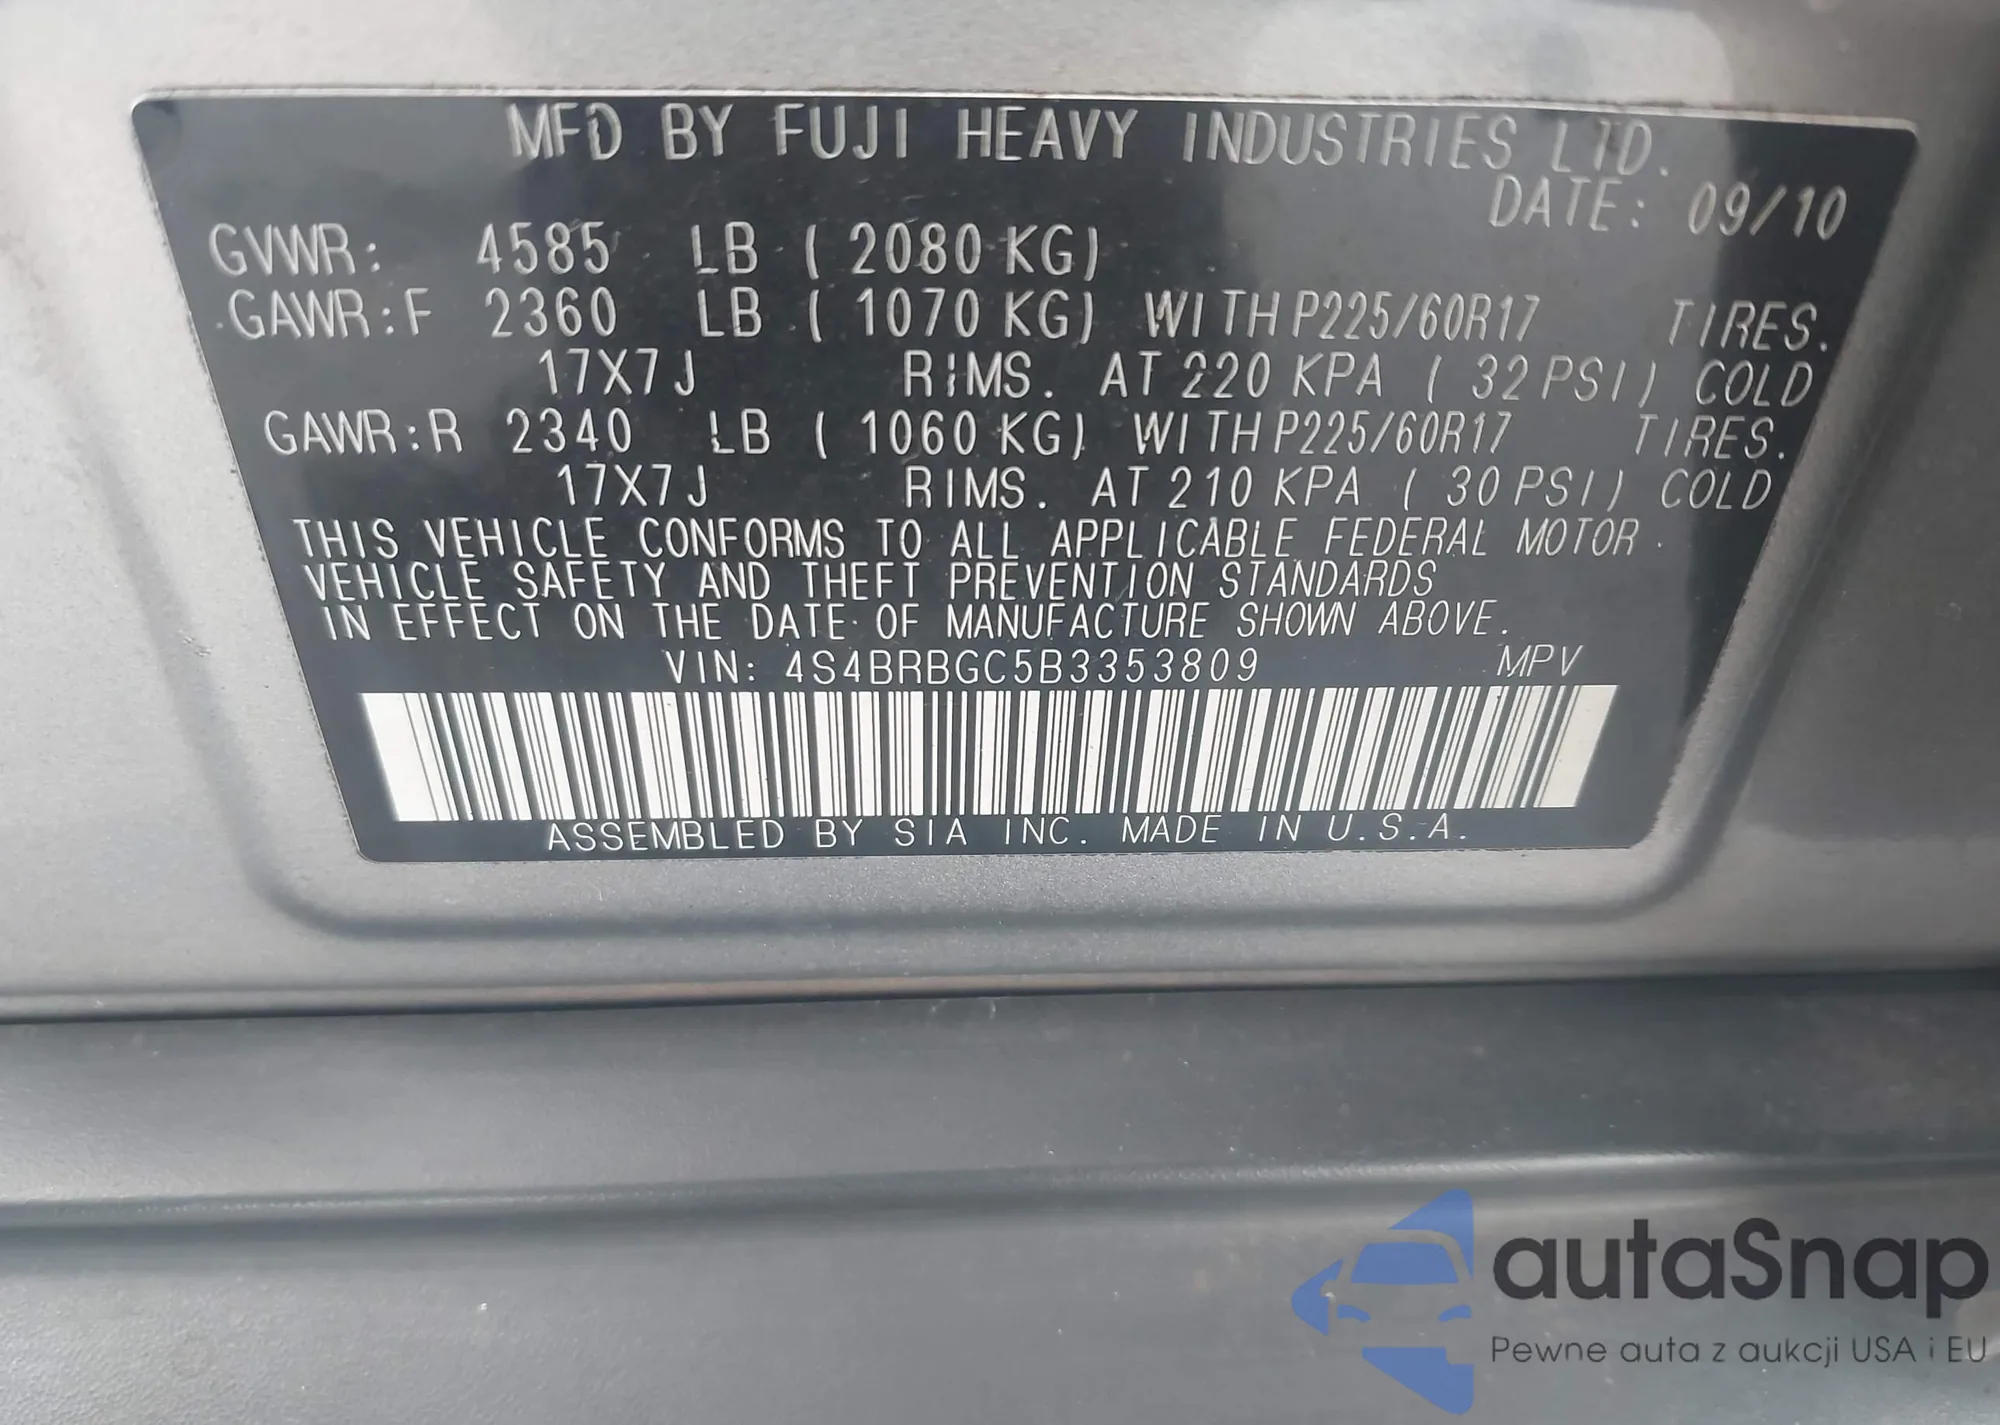 MFD BY FUJI HEAVY INDUSTRIES LTD.
DATE: 09/10
GVWR: 4585 LB ( 2080 KG)
GAWR:F 2360 LB ( 1070 KG) WITH P225/60R17 TIRES.
17X7J RIMS. AT 220 KPA ( 32 PSI) COLD
GAWR:R 2340 LB ( 1060 KG) WITH P225/60R17 TIRES.
17X7J RIMS. AT 210 KPA ( 30 PSI) COLD
THIS VEHICLE CONFORMS TO ALL APPLICABLE FEDERAL MOTOR
VEHICLE SAFETY AND THEFT PREVENTION STANDARDS
IN EFFECT ON THE DATE OF MANUFACTURE SHOWN ABOVE.
VIN: 4S4BRBGC5B3353809 MPV
ASSEMBLED BY SIA INC. MADE IN U.S.A.
autaSnap
Pewne auta z aukcji USA i EU